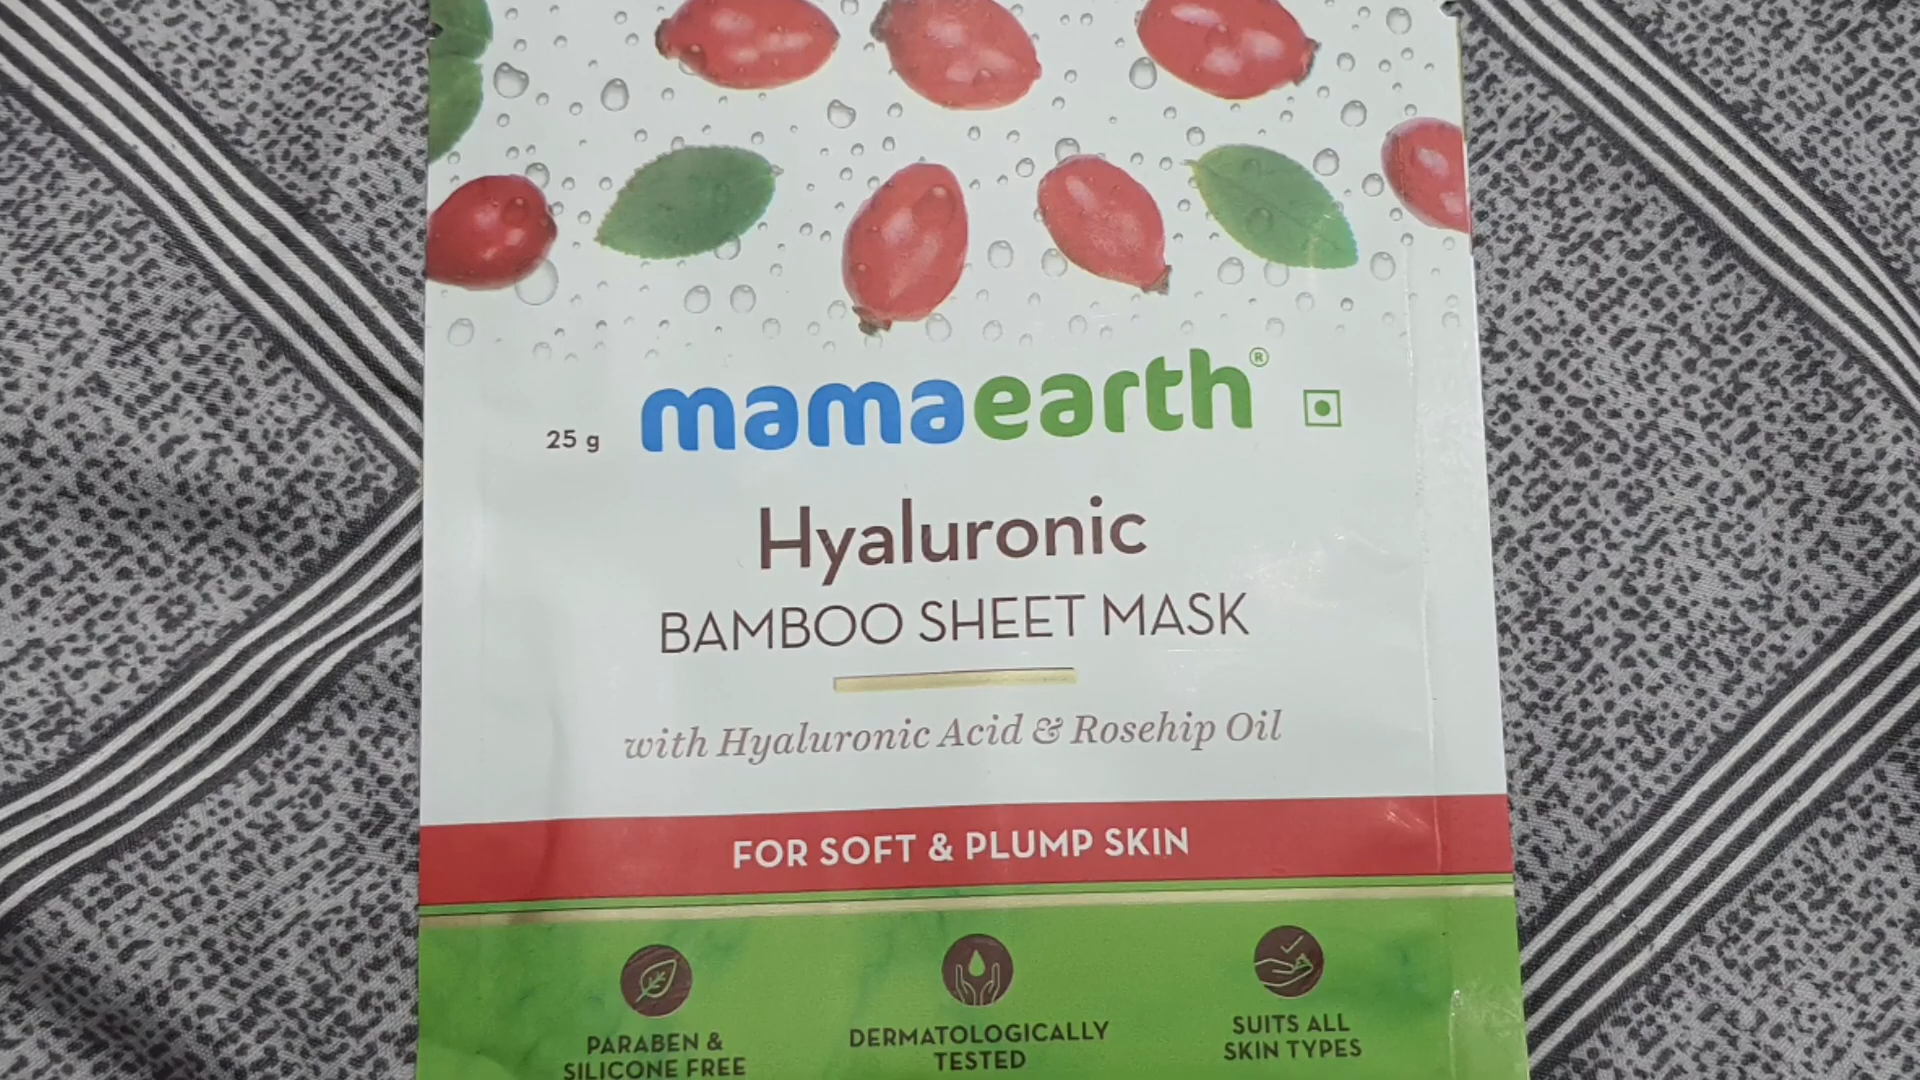 mamaearth®
25 g
Hyaluronic
BAMBOO SHEET MASK
with Hyaluronic Acid & Rosehip Oil
FOR SOFT & PLUMP SKIN
PARABEN &
SILICONE FREE
DERMATOLOGICALLY
TESTED
SUITS ALL
SKIN TYPES